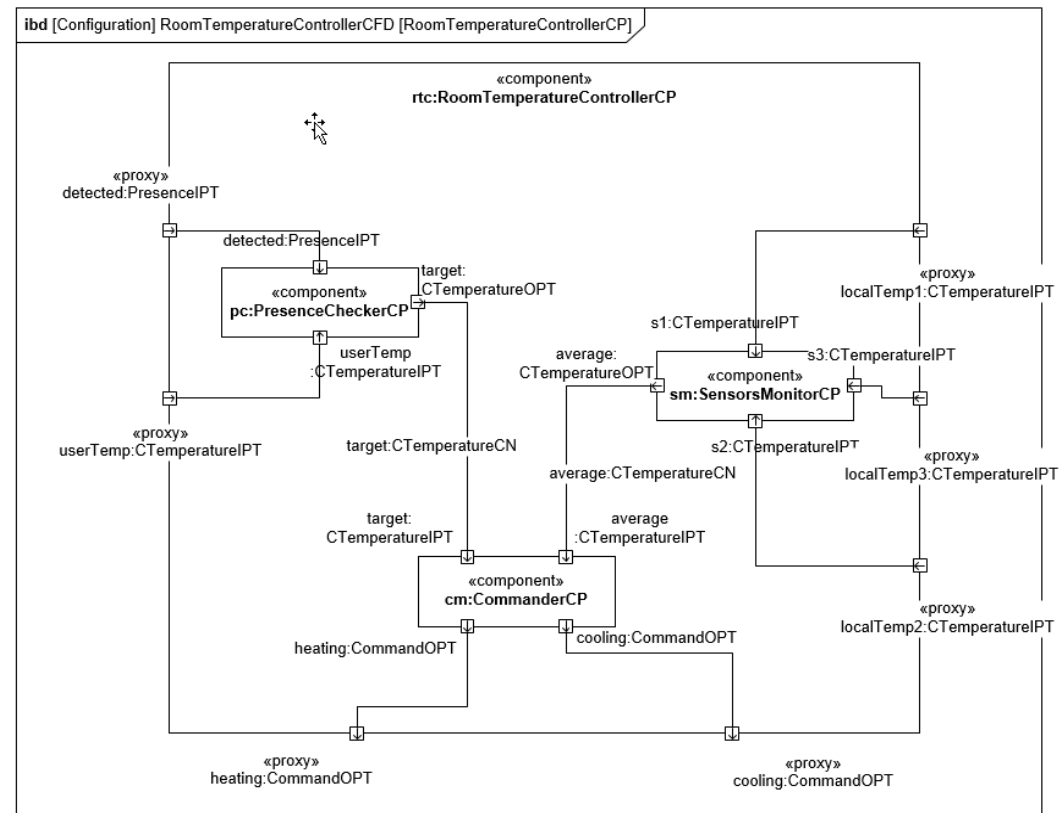 ibd [Configuration] RoomTemperatureControllerCFD [RoomTemperatureControllerCP]
«component»
rtc:RoomTemperatureControllerCP
«proxy»
detected:PresenceIPT
detected:PresenceIPT
«component»
pc:PresenceCheckerCP
target:
CTemperatureOPT
userTemp
:CTemperatureIPT
«proxy»
userTemp:CTemperatureIPT
«proxy»
localTemp1:CTemperatureIPT
s1:CTemperatureIPT
average:
CTemperatureOPT
s3:CTemperatureIPT
«component»
sm:SensorsMonitorCP
s2:CTemperatureIPT
«proxy»
localTemp3:CTemperatureIPT
target:CTemperatureCN
average:CTemperatureCN
target:
CTemperatureIPT
average
:CTemperatureIPT
«component»
cm:CommanderCP
«proxy»
localTemp2:CTemperatureIPT
heating:CommandOPT
cooling:CommandOPT
«proxy»
heating:CommandOPT
«proxy»
cooling:CommandOPT